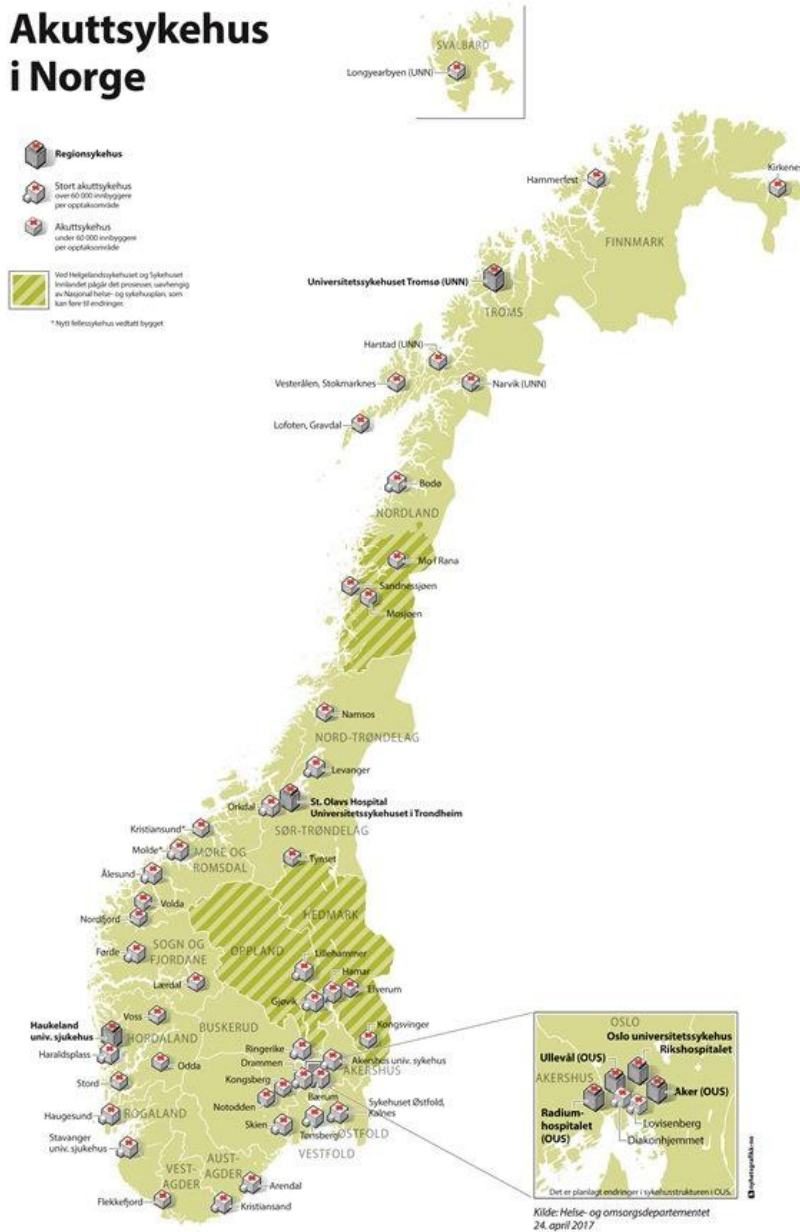 Akuttsykehus
i Norge
Regionsykehus
Stort akuttsykehus
over 60 000 innbyggere
per opptaksområde
Akuttsykehus
under 60 000 innbyggere
per opptaksområde
Ved Helgelandssykehuset og Sykehuset
Innlandet pågår det prosesser, uavhengig
av Nasjonal helse- og sykehusplan, som
kan føre til endringer.
* Nytt fellessykehus vedtatt bygget
SVALBARD
Longyearbyen (UNN)
Kirkenes
Hammerfest
FINNMARK
Universitetssykehuset Tromsø (UNN)
TROMS
Harstad (UNN)
Vesterålen, Stokmarknes
Narvik (UNN)
Lofoten, Gravdal
Bodø
NORDLAND
Mo i Rana
Sandnessjøen
Mosjøen
Namsos
NORD-TRØNDELAG
Levanger
Orkdal
St. Olavs Hospital
Universitetssykehuset i Trondheim
Kristiansund*
SØR-TRØNDELAG
Molde*
MØRE OG
ROMSDAL
Tynset
Ålesund
Volda
Nordfjord
HEDMARK
SOGN OG
FJORDANE
OPPLAND
Førde
Lillehammer
Hamar
Lærdal
Elverum
Gjøvik
Voss
BUSKERUD
Kongsvinger
Haukeland
univ. sjukehus
HORDALAND
Haraldsplass
Ringerike
Akershus univ. sykehus
Drammen
AKERSHUS
Odda
Stord
Kongsberg
Bærum
Notodden
Sykehuset Østfold,
Kalnes
Haugesund
ROGALAND
Skien
Tønsberg
ØSTFOLD
VESTFOLD
Stavanger
univ. sjukehus
AUST-
AGDER
VEST-
AGDER
Arendal
Flekkefjord
Kristiansand
OSLO
Oslo universitetssykehus
Rikshospitalet
Ullevål (OUS)
AKERSHUS
Aker (OUS)
Radium-
hospitalet
(OUS)
Lovisenberg
Diakonhjemmet
Det er planlagt endringer i sykehusstrukturen i OUS.
nyhetsgrafikk.no
Kilde: Helse- og omsorgsdepartementet
24. april 2017